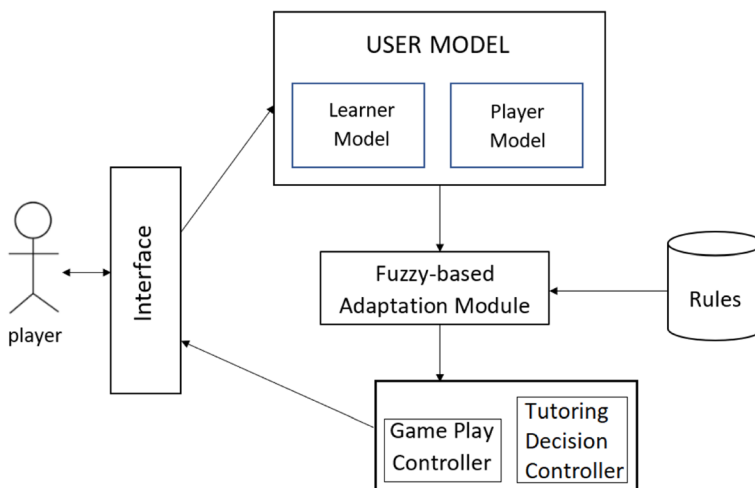 USER MODEL
Learner
Model
Player
Model
Interface
player
Fuzzy-based
Adaptation Module
Rules
Game Play
Controller
Tutoring
Decision
Controller